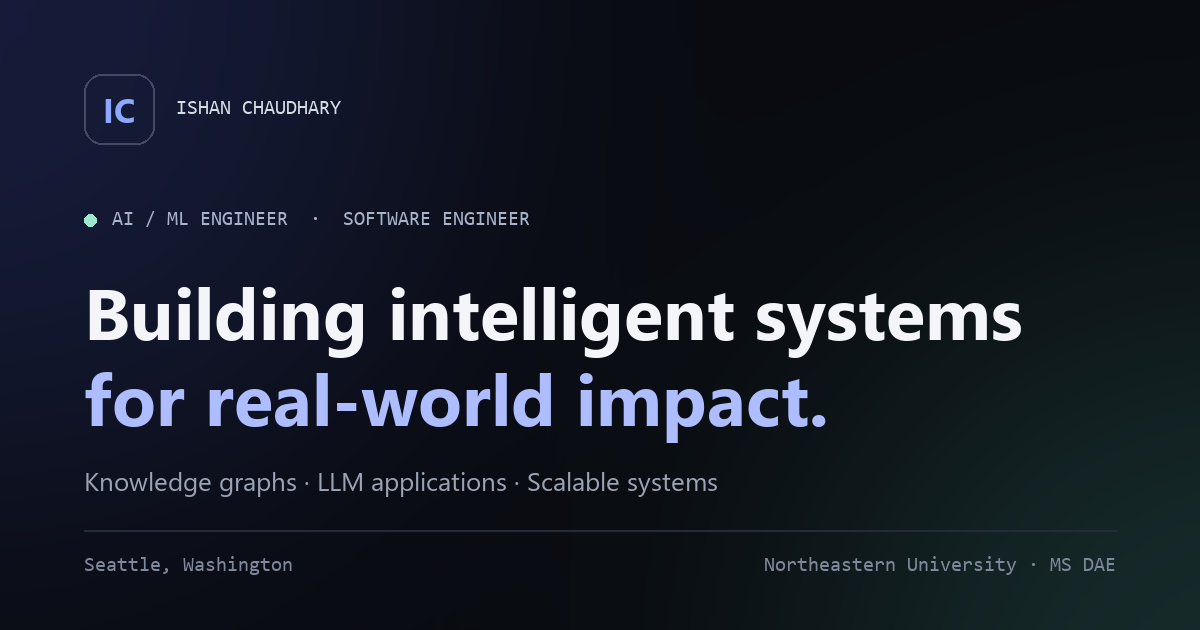 IC
ISHAN CHAUDHARY
AI / ML ENGINEER · SOFTWARE ENGINEER
Building intelligent systems
for real-world impact.
Knowledge graphs · LLM applications · Scalable systems
Seattle, Washington
Northeastern University · MS DAE